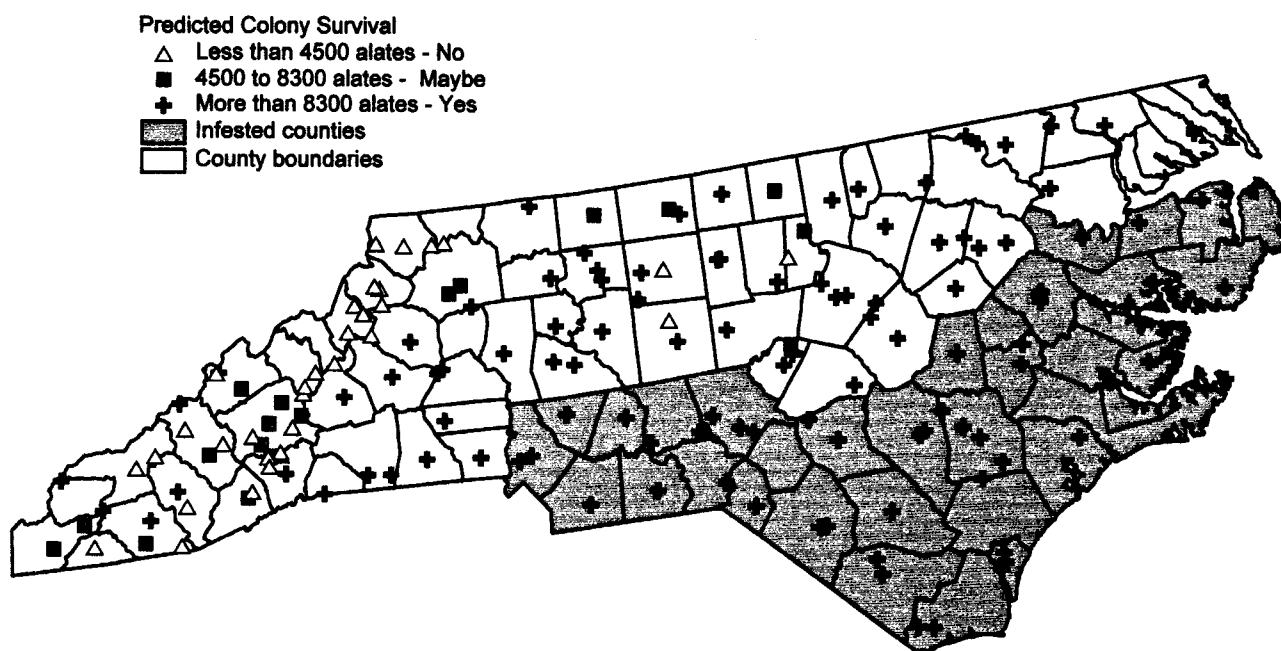 Predicted Colony Survival
Less than 4500 alates - No
4500 to 8300 alates - Maybe
More than 8300 alates - Yes
Infested counties
County boundaries